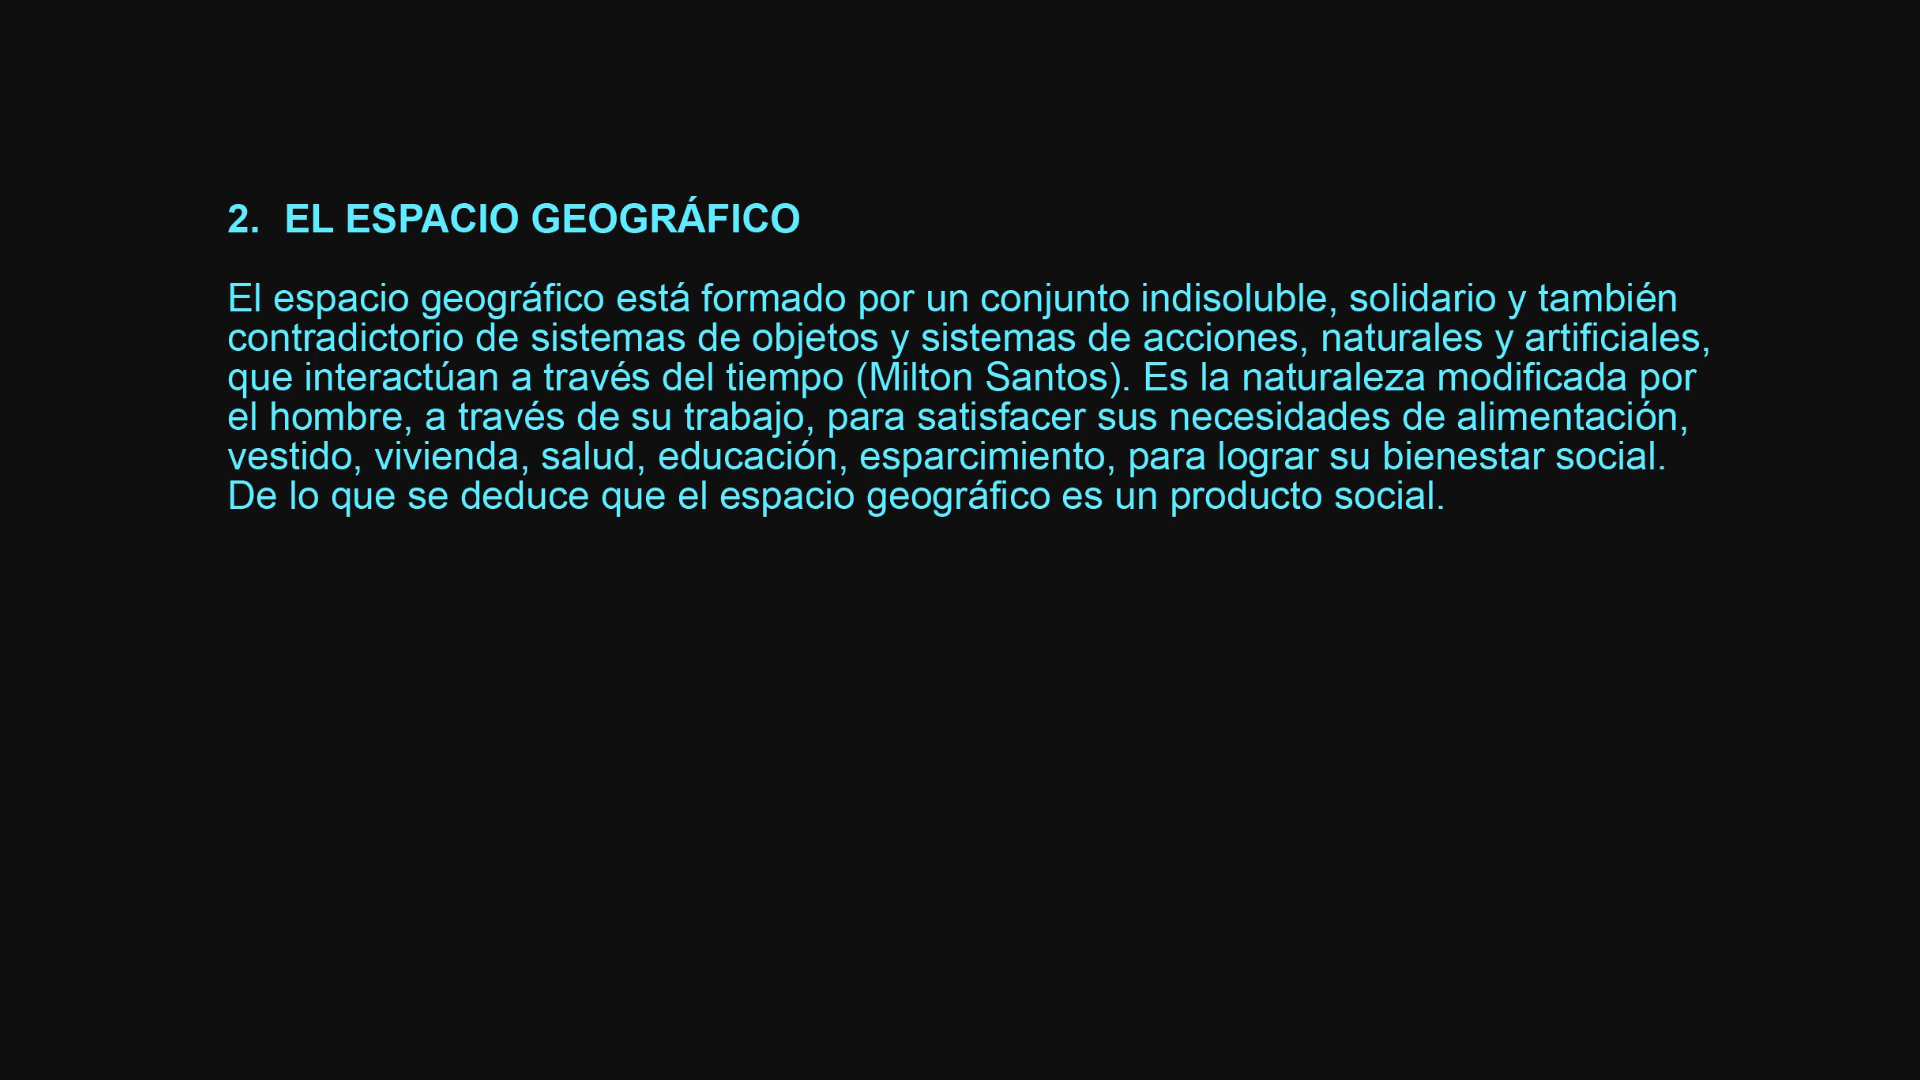 2. EL ESPACIO GEOGRÁFICO
El espacio geográfico está formado por un conjunto indisoluble, solidario y también
contradictorio de sistemas de objetos y sistemas de acciones, naturales y artificiales,
que interactúan a través del tiempo (Milton Santos). Es la naturaleza modificada por
el hombre, a través de su trabajo, para satisfacer sus necesidades de alimentación,
vestido, vivienda, salud, educación, esparcimiento, para lograr su bienestar social.
De lo que se deduce que el espacio geográfico es un producto social.